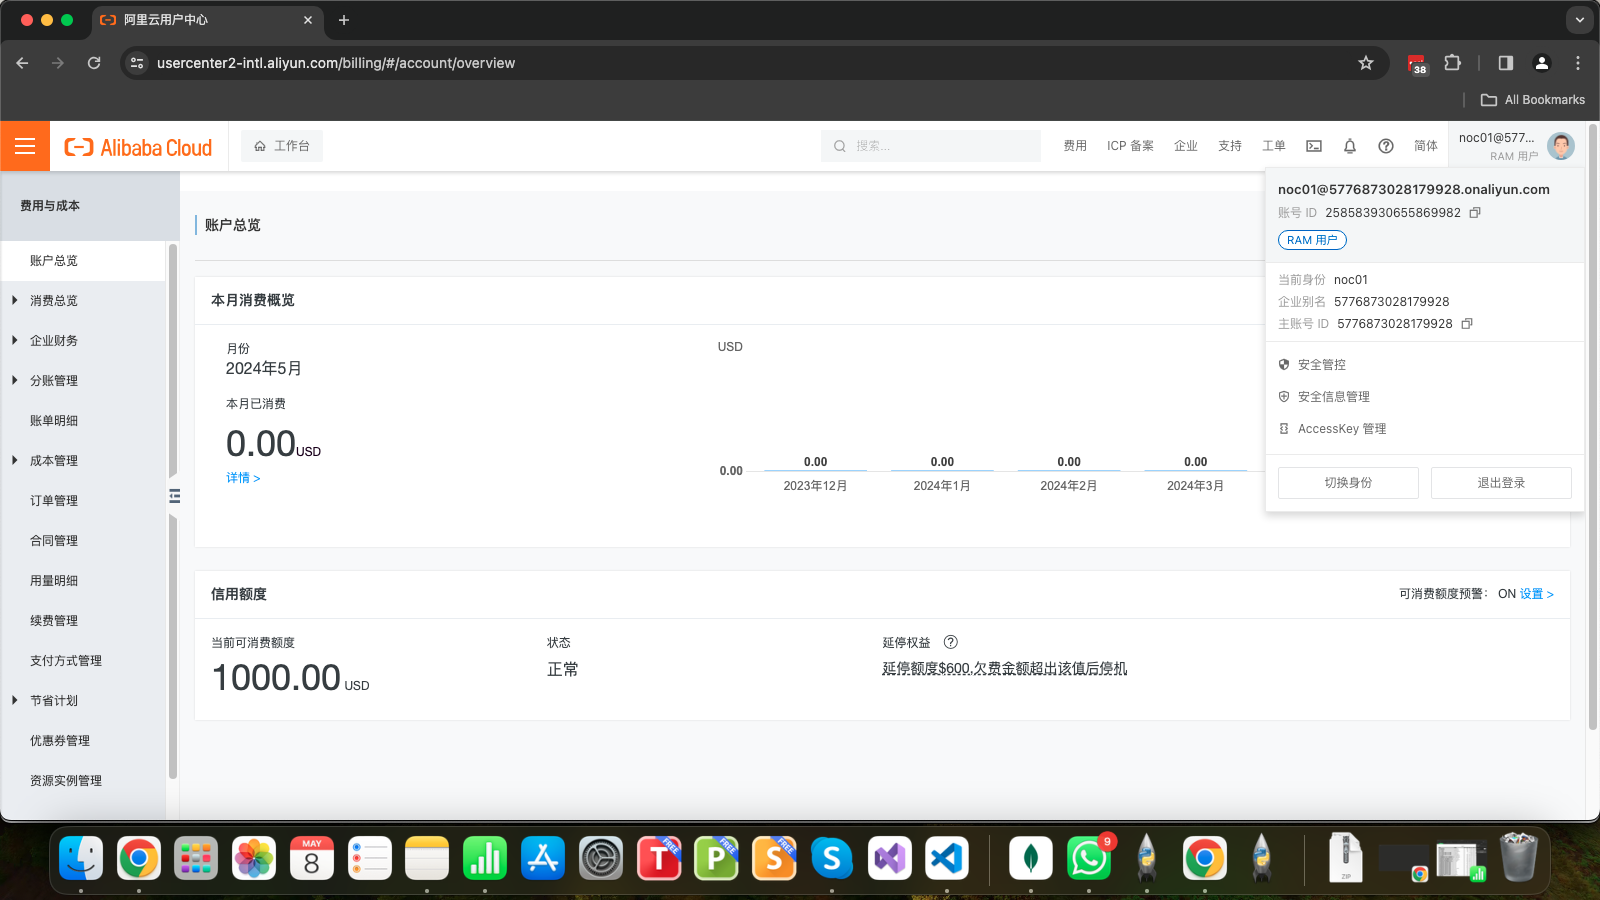 阿里云用户中心
usercenter2-intl.aliyun.com/billing/#/account/overview
38
All Bookmarks
Alibaba Cloud
工作台
搜索...
费用
ICP 备案
企业
支持
工单
简体
noc01@577...
RAM 用户
费用与成本
账户总览
消费总览
企业财务
分账管理
账单明细
成本管理
订单管理
合同管理
用量明细
续费管理
支付方式管理
节省计划
优惠券管理
资源实例管理
账户总览
本月消费概览
月份
2024年5月
本月已消费
0.00USD
详情 >
USD
0.00
0.00
0.00
0.00
0.00
2023年12月
2024年1月
2024年2月
2024年3月
noc01@5776873028179928.onaliyun.com
账号 ID 258583930655869982
RAM 用户
当前身份 noc01
企业别名 5776873028179928
主账号 ID 5776873028179928
安全管控
安全信息管理
AccessKey 管理
切换身份
退出登录
信用额度
可消费额度预警： ON 设置 >
当前可消费额度
1000.00 USD
状态
正常
延停权益
延停额度$600,欠费金额超出该值后停机
MAY
8
T
FREE
P
FREE
S
FREE
S
9
ZIP